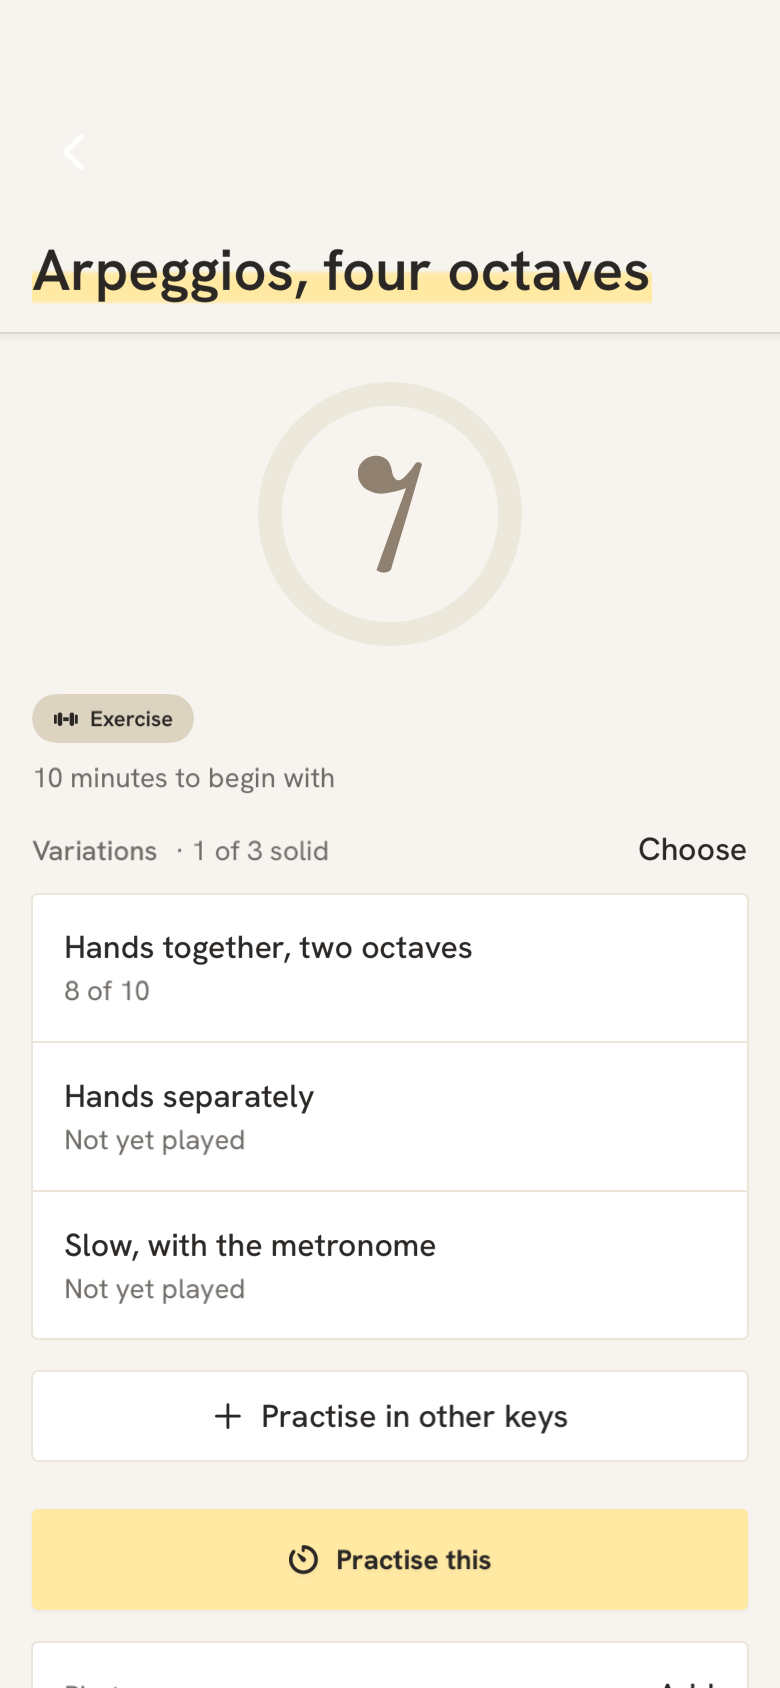 Arpeggios, four octaves
Exercise
10 minutes to begin with
Variations · 1 of 3 solid
Choose
Hands together, two octaves
8 of 10
Hands separately
Not yet played
Slow, with the metronome
Not yet played
Practise in other keys
Practise this